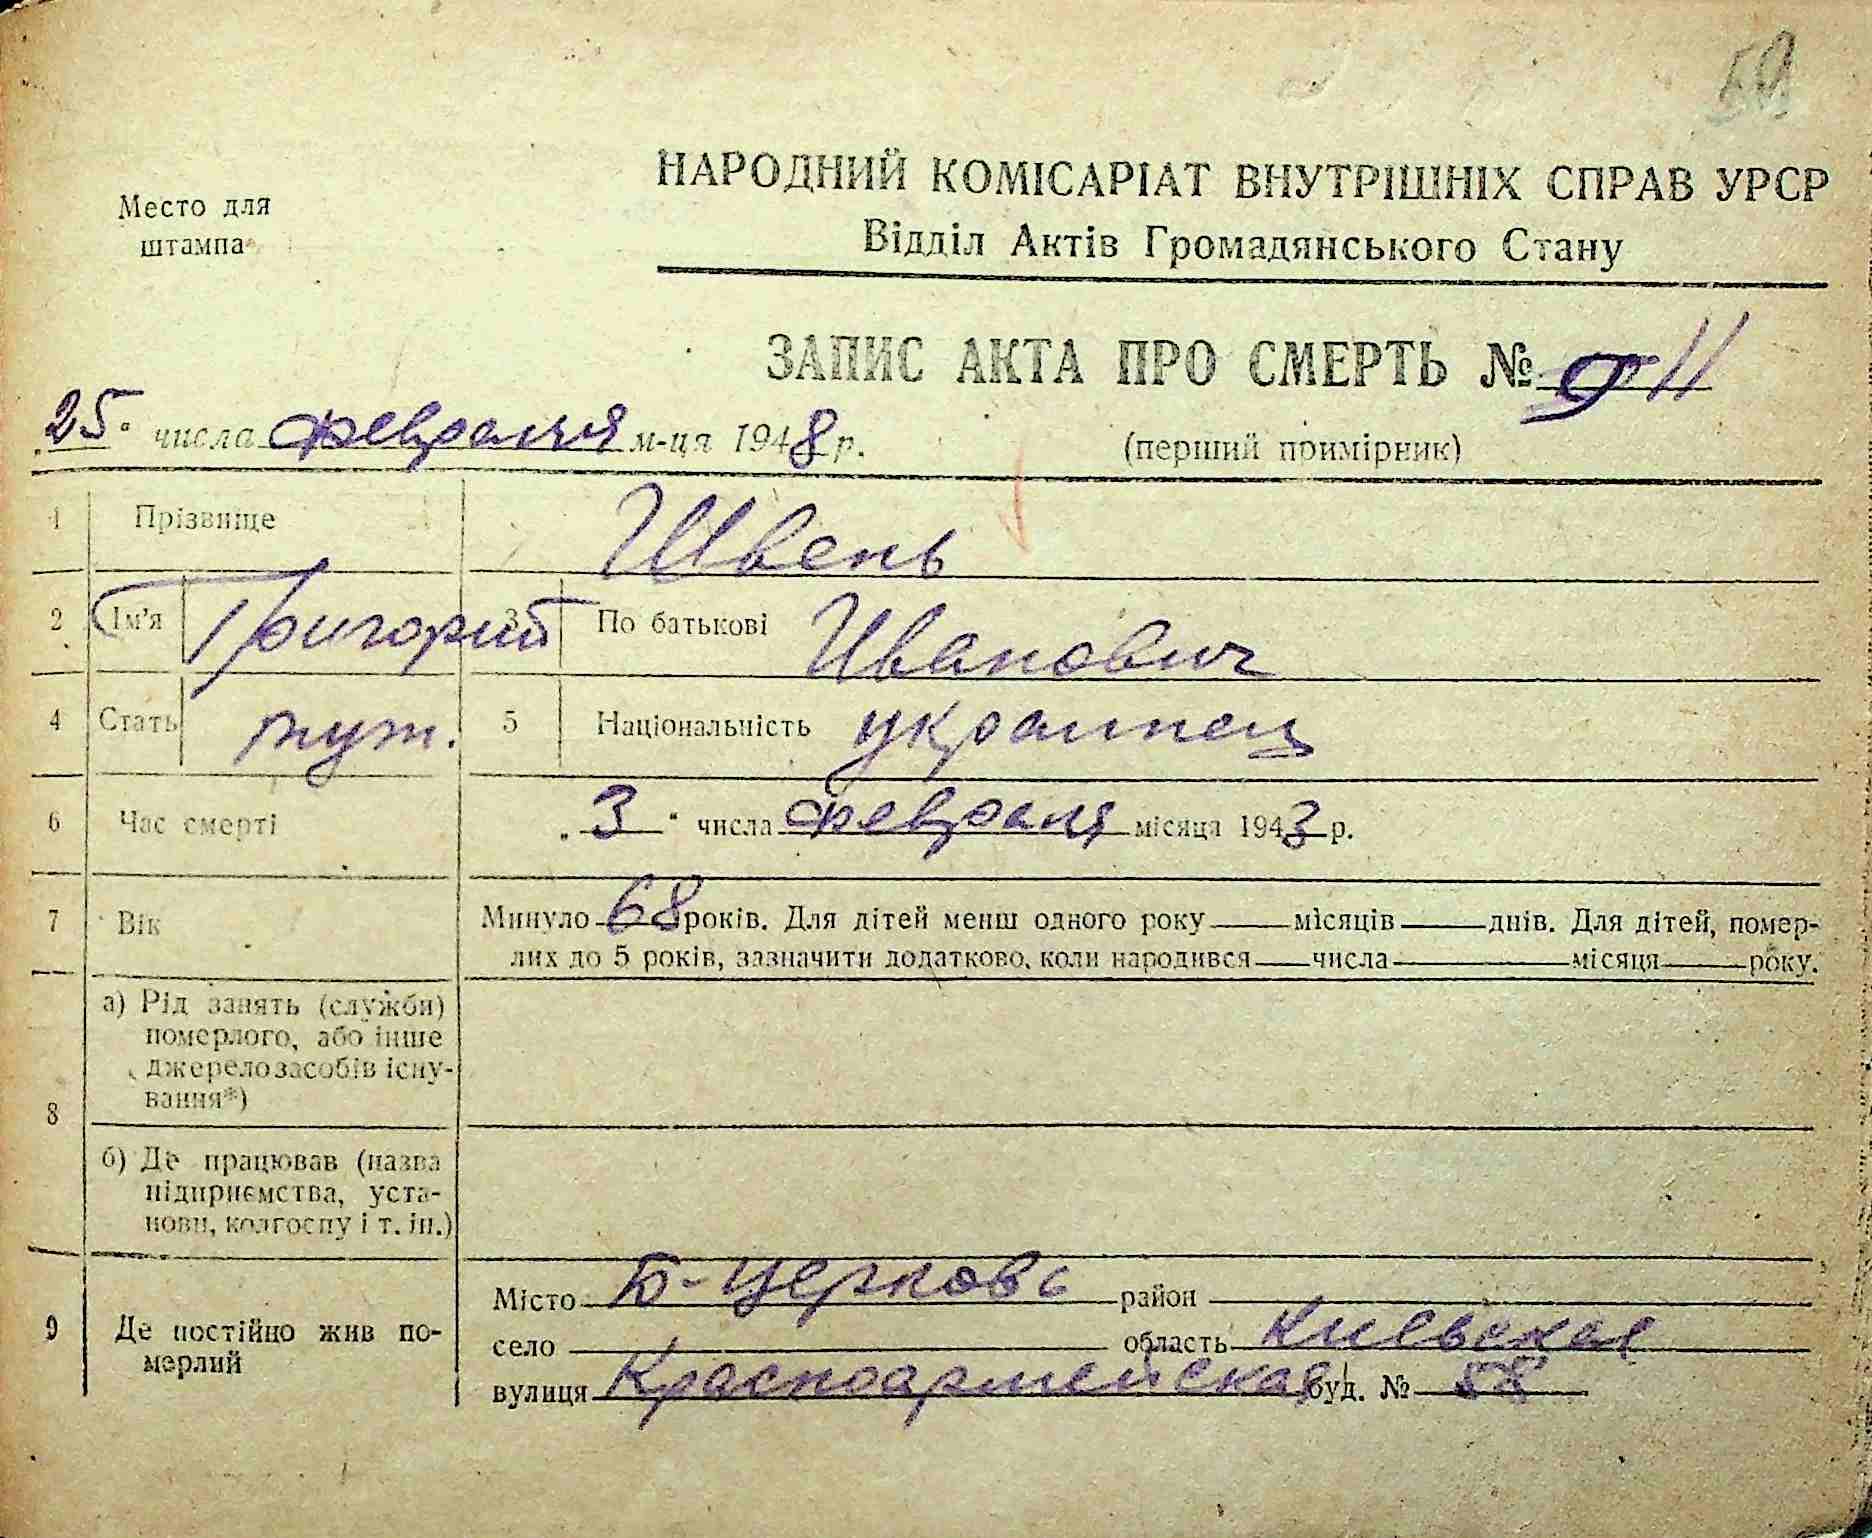 59
Место для
штампа
НАРОДНИЙ КОМІСАРІАТ ВНУТРІШНІХ СПРАВ УРСР
Відділ Актів Громадянського Стану
ЗАПИС АКТА ПРО СМЕРТЬ № 11
25 числа февраля м-ця 1948 р.
(перший примірник)
1 Прізвище Швень
2 Ім'я Григорий 3 По батькові Иванович
4 Стать муж. 5 Національність украинец
6 Час смерті „3“ числа февраля місяця 1943 р.
7 Вік Минуло 68 років. Для дітей менш одного року місяців днів. Для дітей, помер-
лих до 5 років, зазначити додатково, коли народився числа місяця року.
8 а) Рід занять (служби)
померлого, або інше
джерело засобів існу-
вання*)
б) Де працював (назва
підприємства, уста-
нови, колгоспу і т. ін.)
9 Де постійно жив по-
мерлий
Місто Б-Церковь район
село область Киевская
вулиця Красноармейская буд. № 58